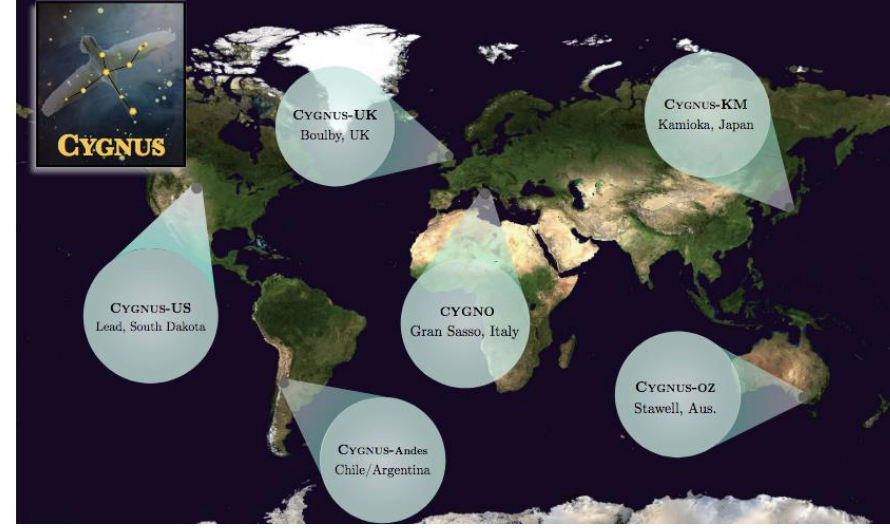 CYGNUS
CYGNUS-UK
Boulby, UK
CYGNUS-KM
Kamioka, Japan
CYGNUS-US
Lead, South Dakota
CYGNO
Gran Sasso, Italy
CYGNUS-OZ
Stawell, Aus.
CYGNUS-Andes
Chile/Argentina